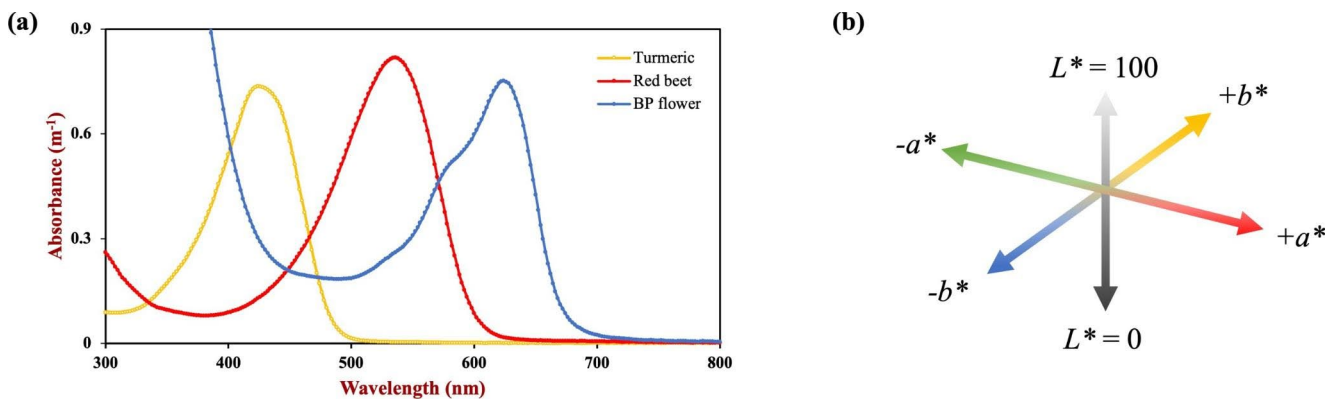 (a)
0.9
0.6
0.3
0
Absorbance (m⁻¹)
300
400
500
600
700
800
Wavelength (nm)
Turmeric
Red beet
BP flower
(b)
L* = 100
+b*
-a*
+a*
-b*
L* = 0